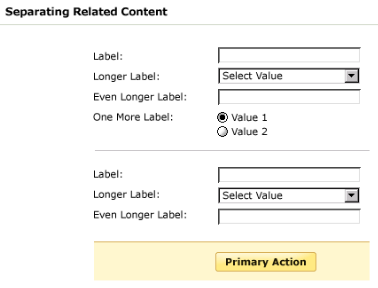 Separating Related Content
Label:
Longer Label: Select Value
Even Longer Label:
One More Label: Value 1
Value 2
Label:
Longer Label: Select Value
Even Longer Label:
Primary Action